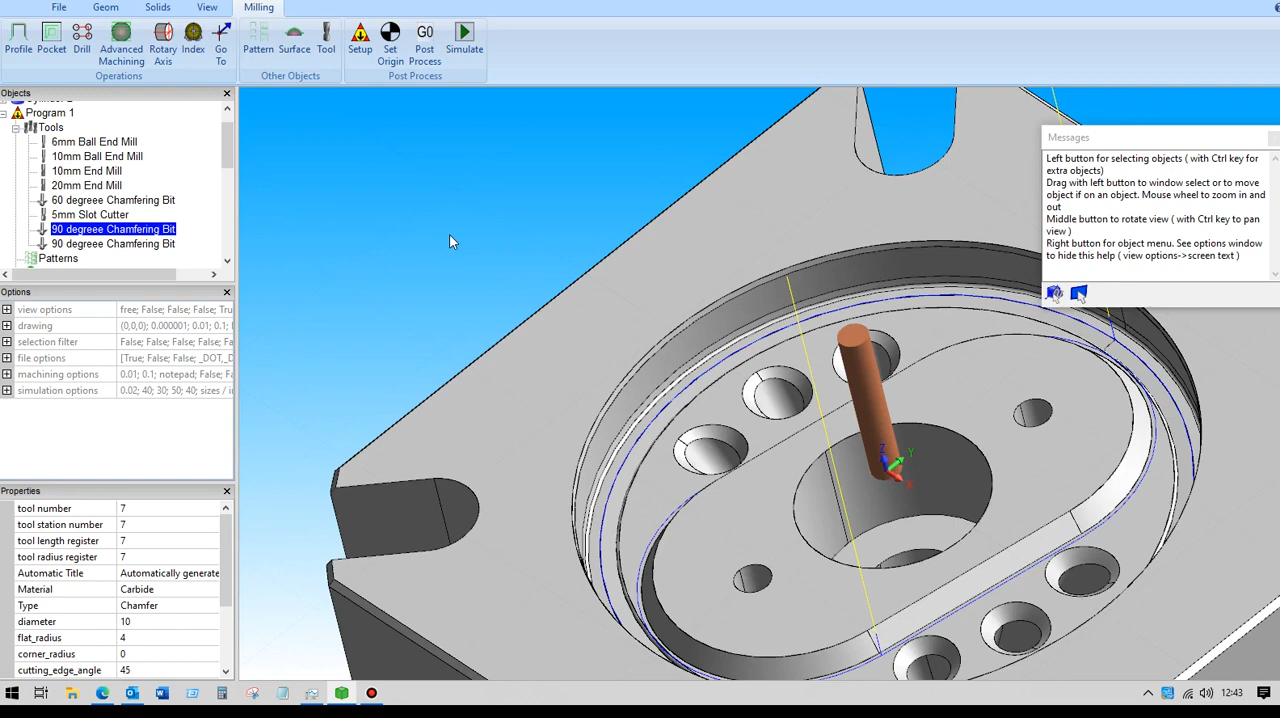 File Geom Solids View Milling
Profile Pocket Drill Advanced Machining Rotary Axis Index Go To
Operations
Pattern Surface Tool
Other Objects
Setup Set Origin G0 Post Process Simulate
Post Process
Objects
Program 1
Tools
6mm Ball End Mill
10mm Ball End Mill
10mm End Mill
20mm End Mill
60 degreee Chamfering Bit
5mm Slot Cutter
90 degreee Chamfering Bit
90 degreee Chamfering Bit
Patterns
Options
view options free; False; False; False; Tru
drawing (0,0,0); 0.000001; 0.01; 0.1;
selection filter False; False; False; False; Fa
file options [True; False; False; _DOT,_D
machining options 0.01; 0.1; notepad; False; Fa
simulation options 0.02; 40; 30; 50; 40; sizes / i
Properties
tool number 7
tool station number 7
tool length register 7
tool radius register 7
Automatic Title Automatically generate
Material Carbide
Type Chamfer
diameter 10
flat_radius 4
corner_radius 0
cutting_edge_angle 45
Messages
Left button for selecting objects ( with Ctrl key for
extra objects)
Drag with left button to window select or to move
object if on an object. Mouse wheel to zoom in and
out
Middle button to rotate view ( with Ctrl key to pan
view )
Right button for object menu. See options window
to hide this help ( view options->screen text )
Z
Y
X
12:43